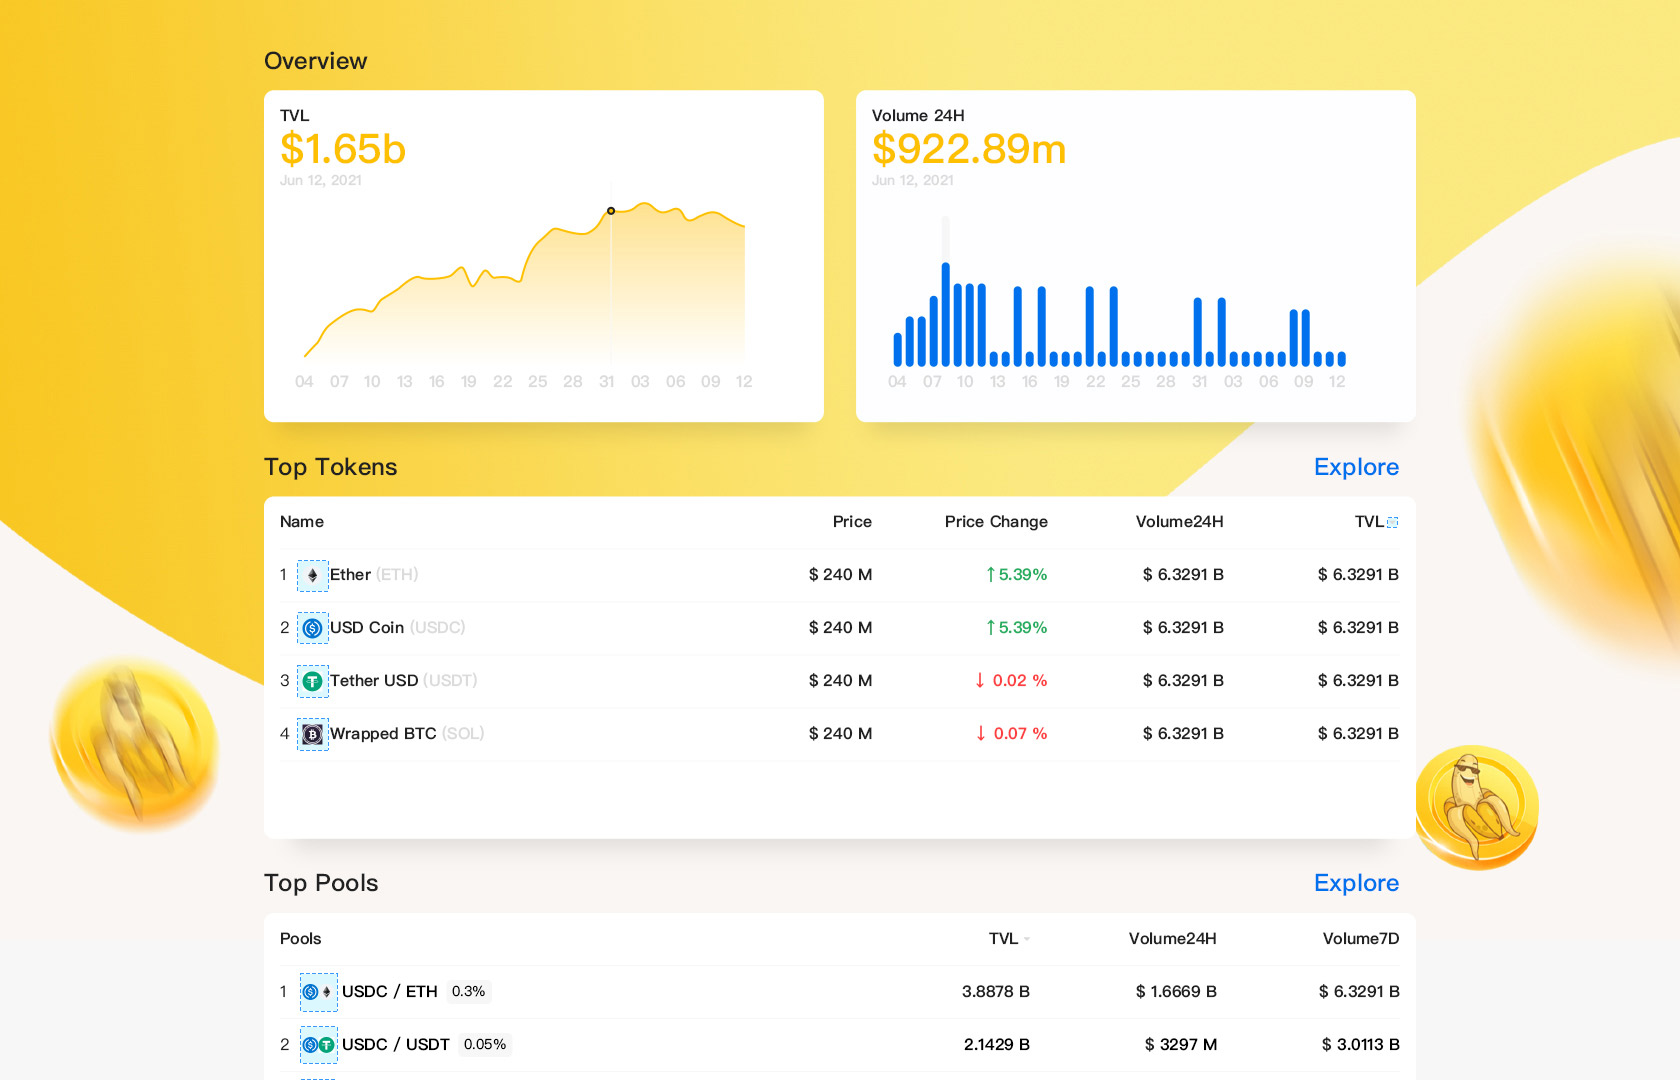 Overview
TVL
$1.65b
Jun 12, 2021
04 07 10 13 16 19 22 25 28 31 03 06 09 12
Volume 24H
$922.89m
Jun 12, 2021
04 07 10 13 16 19 22 25 28 31 03 06 09 12
Top Tokens Explore
Name Price Price Change Volume24H TVL
1 Ether (ETH) $ 240 M ↑5.39% $ 6.3291 B $ 6.3291 B
2 USD Coin (USDC) $ 240 M ↑5.39% $ 6.3291 B $ 6.3291 B
3 Tether USD (USDT) $ 240 M ↓ 0.02 % $ 6.3291 B $ 6.3291 B
4 Wrapped BTC (SOL) $ 240 M ↓ 0.07 % $ 6.3291 B $ 6.3291 B
Top Pools Explore
Pools TVL Volume24H Volume7D
1 USDC / ETH 0.3% 3.8878 B $ 1.6669 B $ 6.3291 B
2 USDC / USDT 0.05% 2.1429 B $ 3297 M $ 3.0113 B